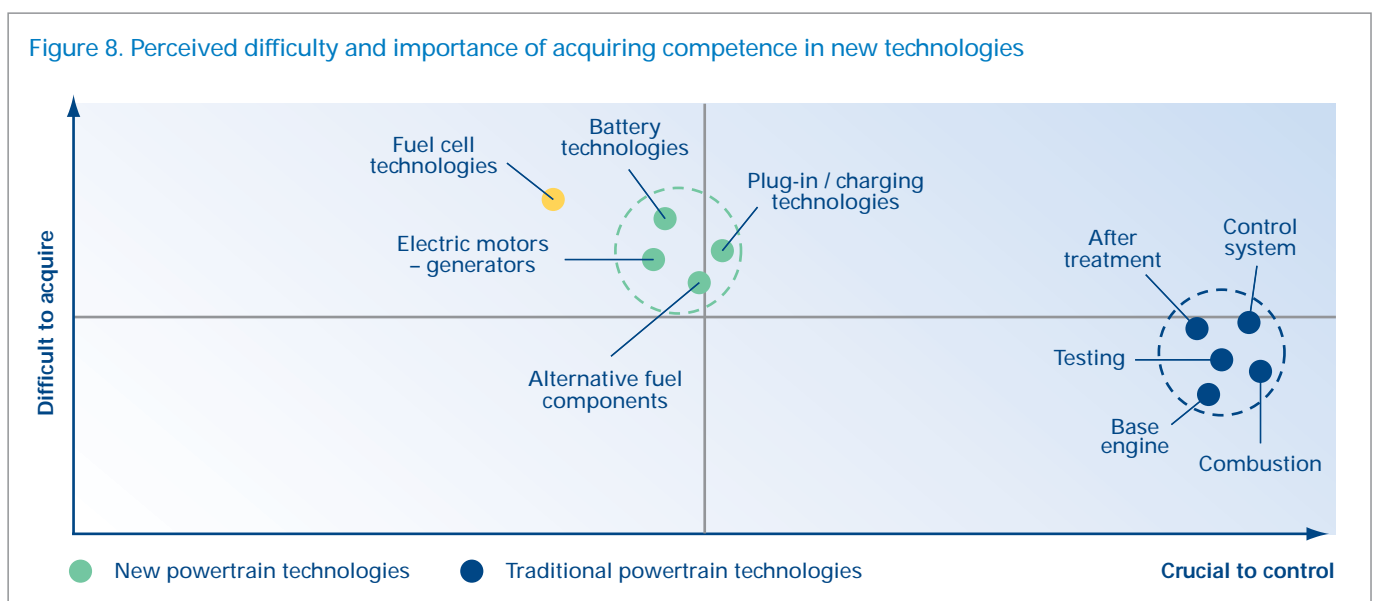 Figure 8. Perceived difficulty and importance of acquiring competence in new technologies
Difficult to acquire
Fuel cell
technologies
Battery
technologies
Plug-in / charging
technologies
Electric motors
– generators
Alternative fuel
components
After
treatment
Control
system
Testing
Base
engine
Combustion
New powertrain technologies
Traditional powertrain technologies
Crucial to control